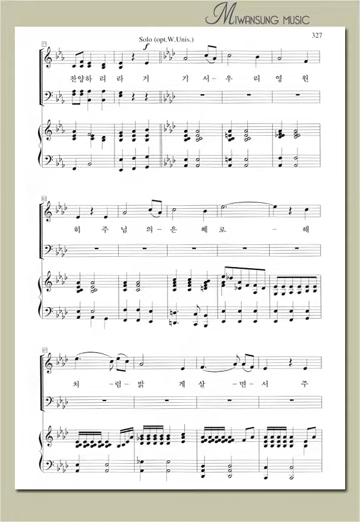 MIWANSUNG MUSIC
Solo (opt.W.Unis.) 327
f
찬양하 리 라 거 기 서 - 우 리 영 원
히 주 님 의 - 은 혜 로 - 해
처 - 럼 밝 게 살 - 면 서 주